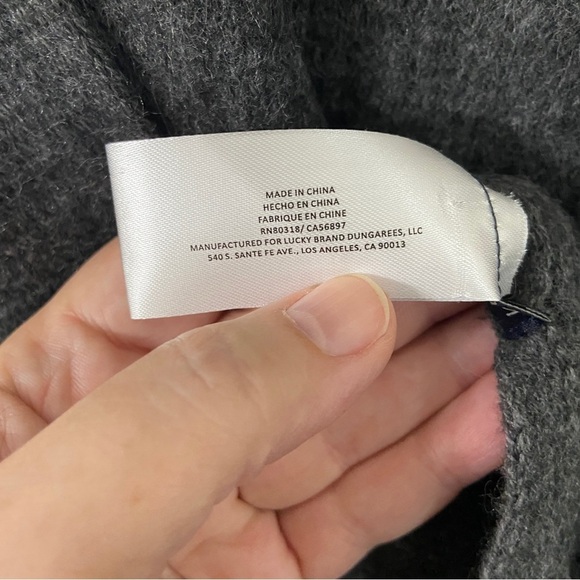 MADE IN CHINA
HECHO EN CHINA
FABRIQUE EN CHINE
RN80318/ CA56897
MANUFACTURED FOR LUCKY BRAND DUNGAREES, LLC
540 S. SANTE FE AVE., LOS ANGELES, CA 90013